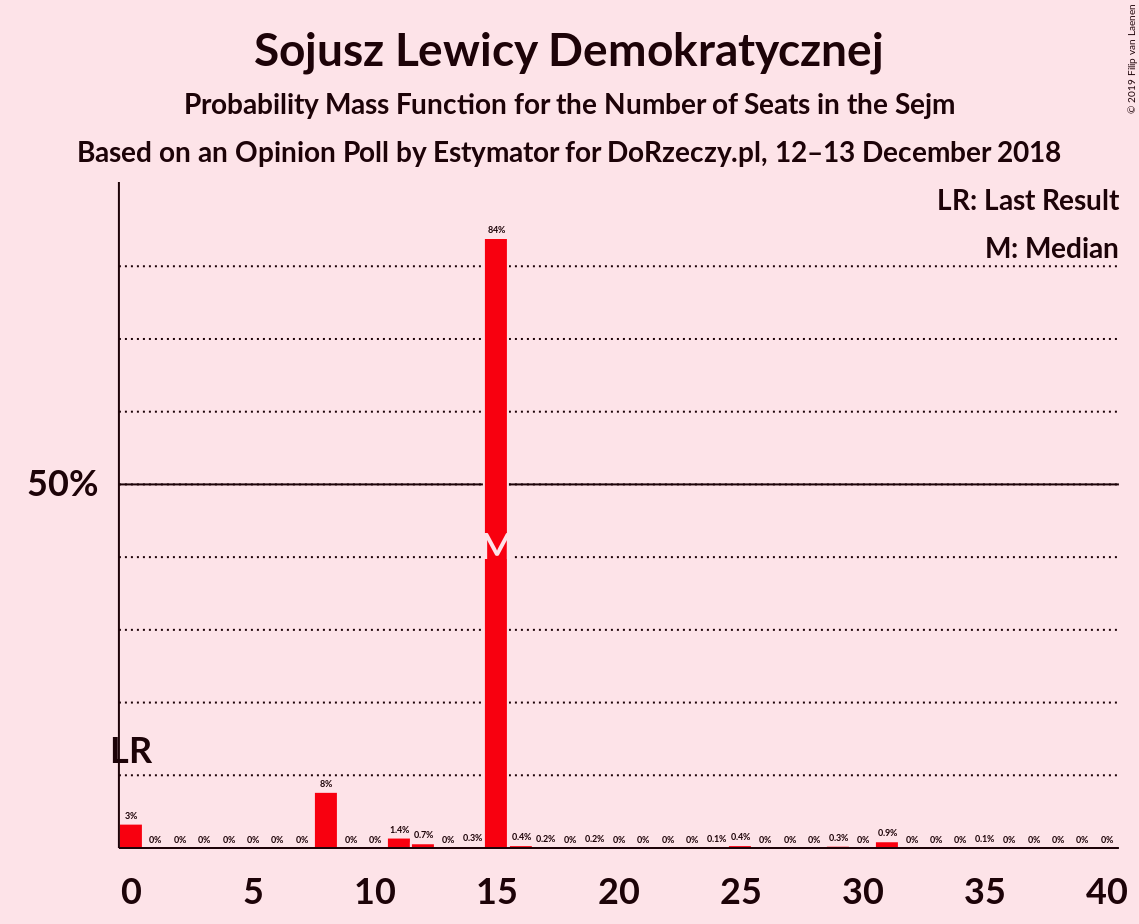 Sojusz Lewicy Demokratycznej
Probability Mass Function for the Number of Seats in the Sejm
Based on an Opinion Poll by Estymator for DoRzeczy.pl, 12–13 December 2018
© 2019 Filip van Laenen
LR: Last Result
M: Median
84%
50%
M
LR
8%
3% 0% 0% 0% 0% 0% 0% 0% 0% 0% 1.4% 0.7% 0% 0.3% 0.4% 0.2% 0% 0.2% 0% 0% 0% 0% 0.1% 0.4% 0% 0% 0% 0.3% 0% 0.9% 0% 0% 0% 0.1% 0% 0% 0% 0% 0%
0 5 10 15 20 25 30 35 40